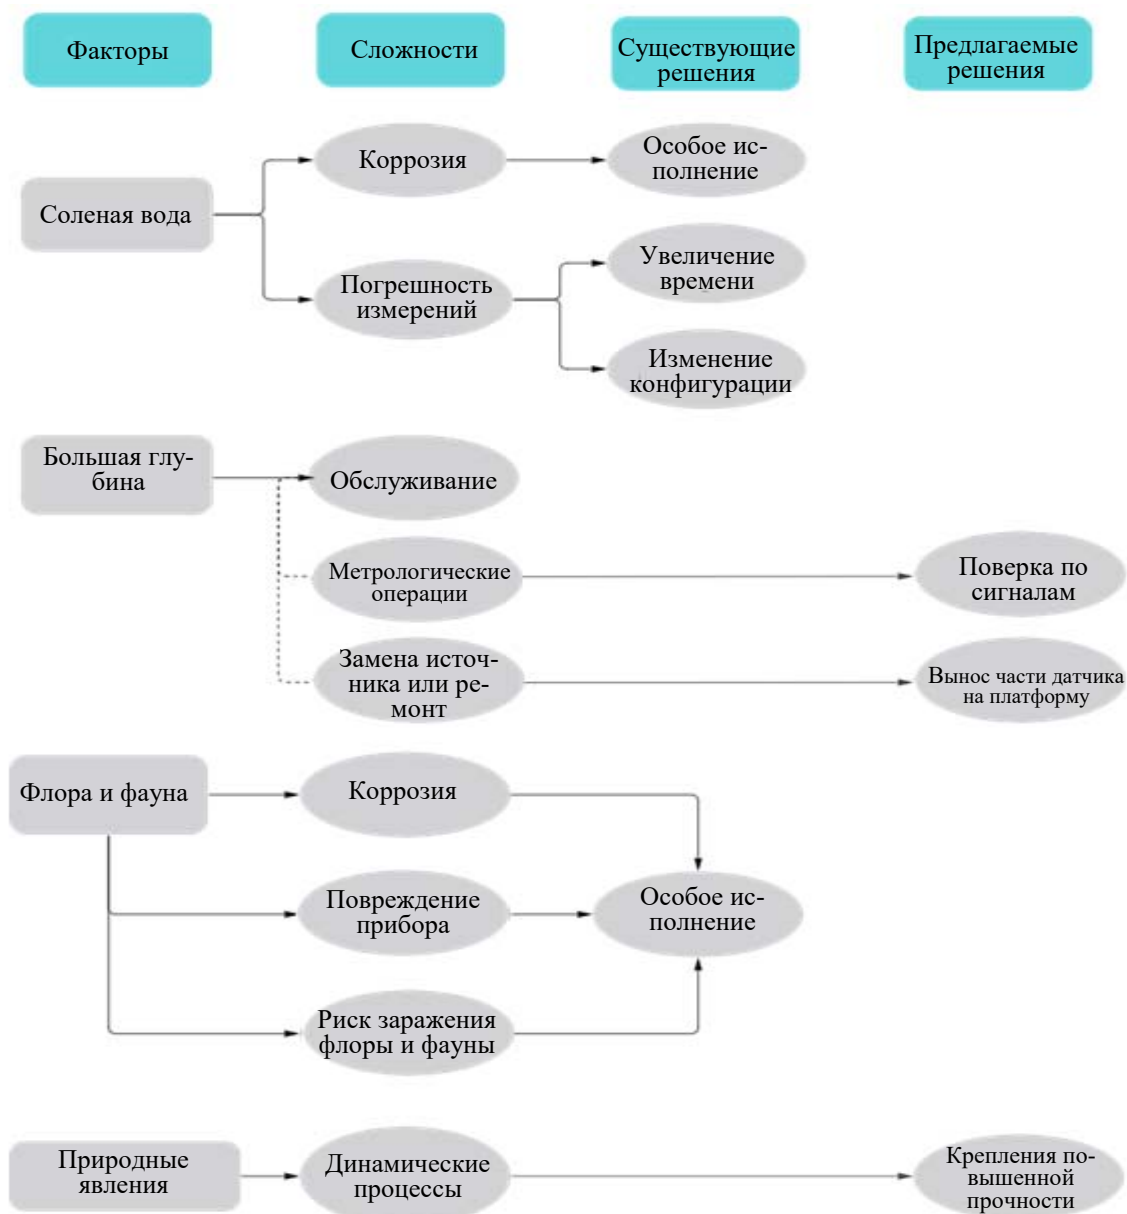 Факторы
Сложности
Существующие
решения
Предлагаемые
решения
Соленая вода
Коррозия
Особое ис-
полнение
Погрешность
измерений
Увеличение
времени
Изменение
конфигурации
Большая глу-
бина
Обслуживание
Метрологические
операции
Поверка по
сигналам
Замена источ-
ника или ре-
монт
Вынос части датчика
на платформу
Флора и фауна
Коррозия
Повреждение
прибора
Особое ис-
полнение
Риск заражения
флоры и фауны
Природные
явления
Динамические
процессы
Крепления по-
вышенной
прочности